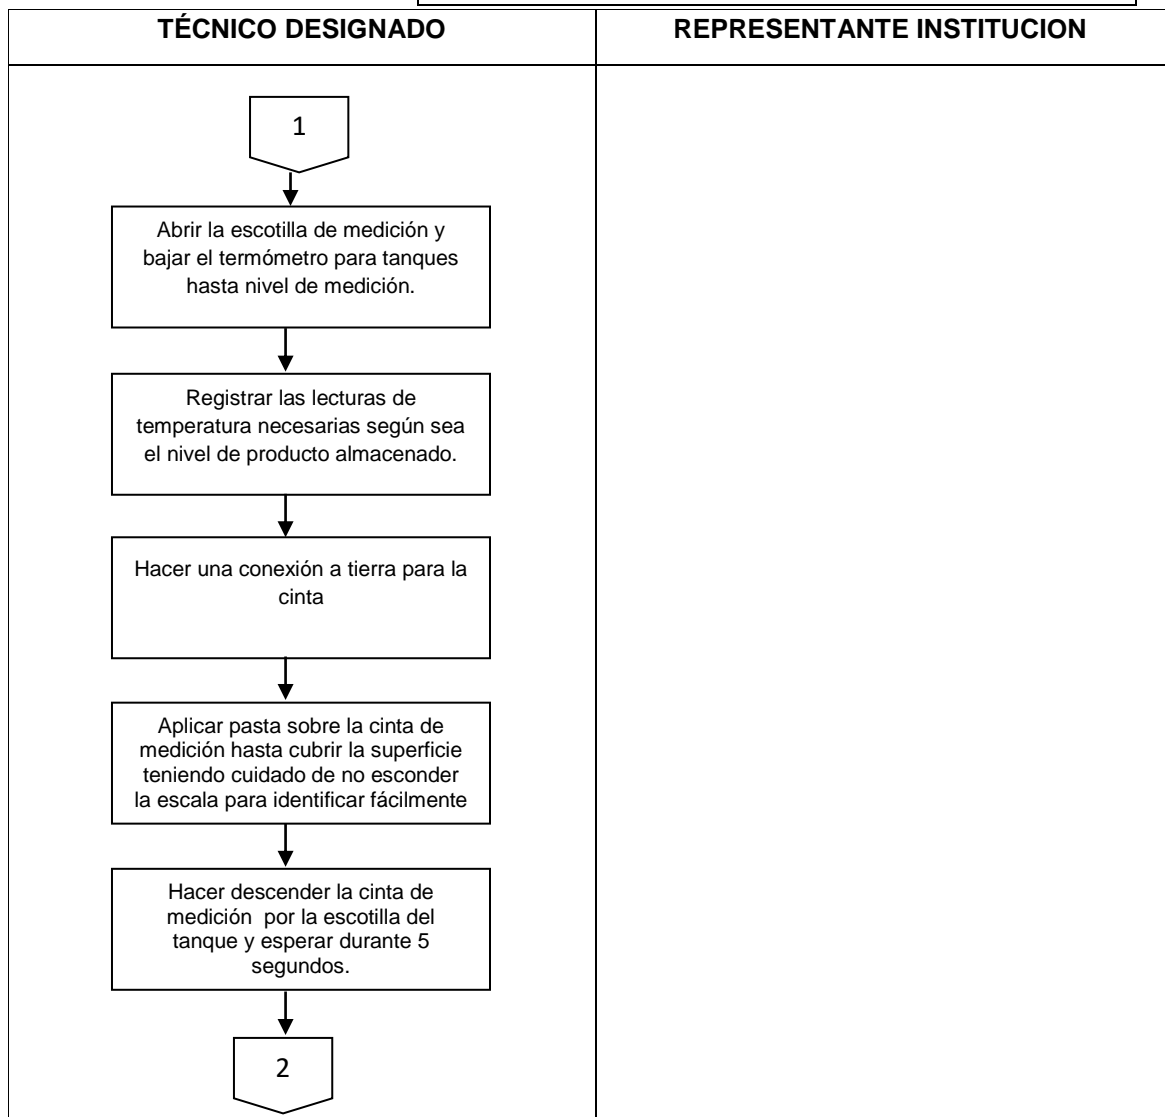 TÉCNICO DESIGNADO
REPRESENTANTE INSTITUCION
1
Abrir la escotilla de medición y
bajar el termómetro para tanques
hasta nivel de medición.
Registrar las lecturas de
temperatura necesarias según sea
el nivel de producto almacenado.
Hacer una conexión a tierra para la
cinta
Aplicar pasta sobre la cinta de
medición hasta cubrir la superficie
teniendo cuidado de no esconder
la escala para identificar fácilmente
Hacer descender la cinta de
medición por la escotilla del
tanque y esperar durante 5
segundos.
2